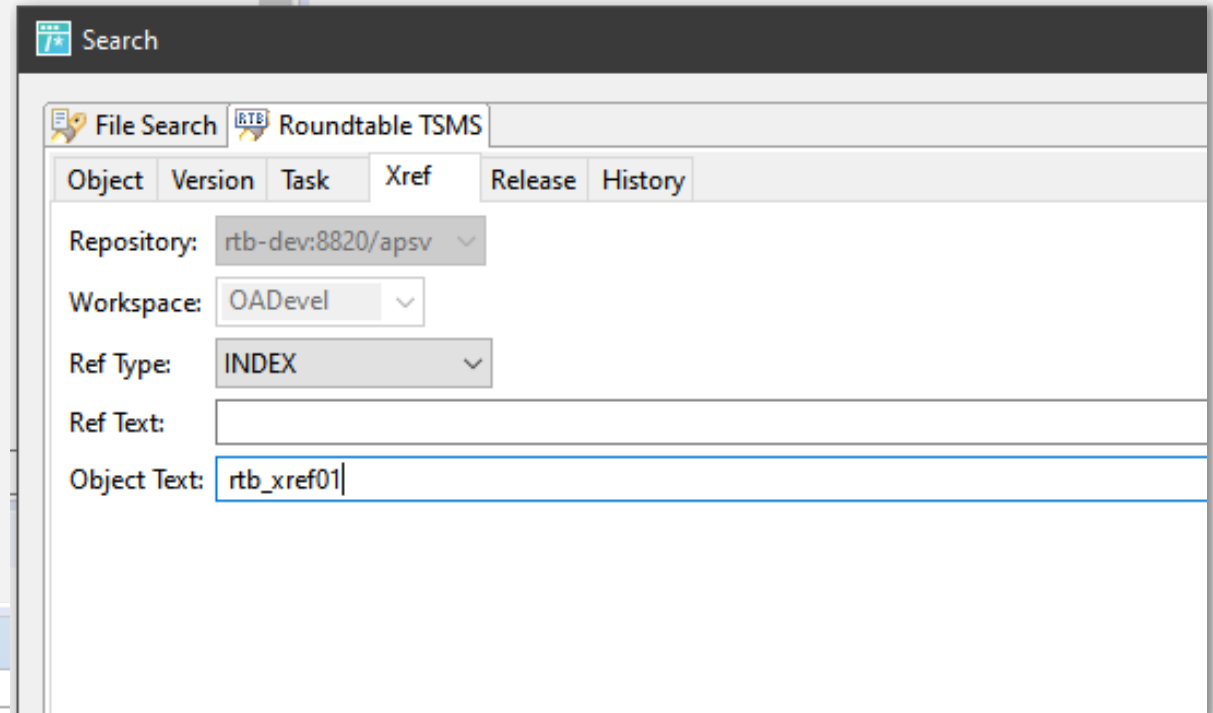 Search
File Search RTB Roundtable TSMS
Object Version Task Xref Release History
Repository: rtb-dev:8820/apsv
Workspace: OADevel
Ref Type: INDEX
Ref Text:
Object Text: rtb_xref01